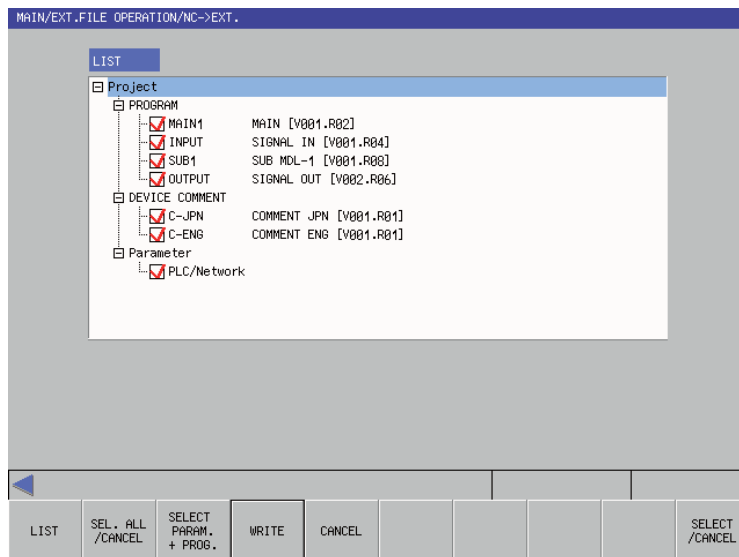 MAIN/EXT.FILE OPERATION/NC->EXT.
LIST
Project
PROGRAM
MAIN1 MAIN [V001.R02]
INPUT SIGNAL IN [V001.R04]
SUB1 SUB MDL-1 [V001.R08]
OUTPUT SIGNAL OUT [V002.R06]
DEVICE COMMENT
C-JPN COMMENT JPN [V001.R01]
C-ENG COMMENT ENG [V001.R01]
Parameter
PLC/Network
LIST
SEL. ALL
/CANCEL
SELECT
PARAM.
+ PROG.
WRITE
CANCEL
SELECT
/CANCEL